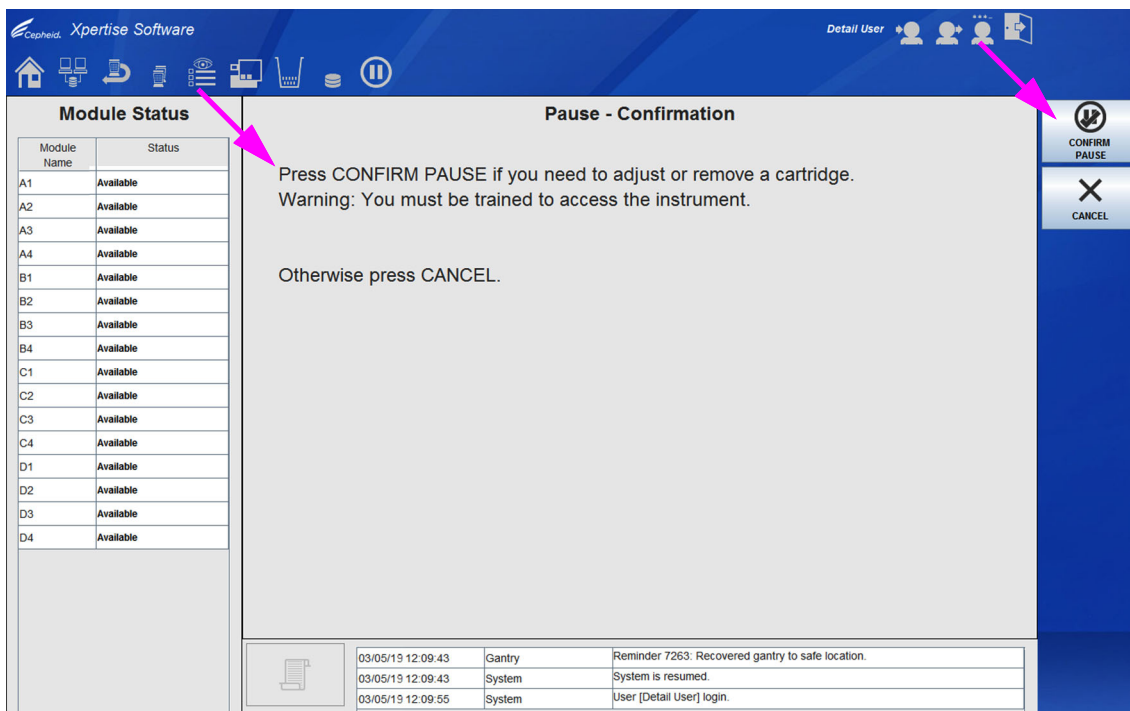 Cepheid. Xpertise Software
Detail User
Module Status
Module Name Status
A1 Available
A2 Available
A3 Available
A4 Available
B1 Available
B2 Available
B3 Available
B4 Available
C1 Available
C2 Available
C3 Available
C4 Available
D1 Available
D2 Available
D3 Available
D4 Available
Pause - Confirmation
Press CONFIRM PAUSE if you need to adjust or remove a cartridge.
Warning: You must be trained to access the instrument.
Otherwise press CANCEL.
CONFIRM
PAUSE
CANCEL
03/05/19 12:09:43 Gantry Reminder 7263: Recovered gantry to safe location.
03/05/19 12:09:43 System System is resumed.
03/05/19 12:09:55 System User [Detail User] login.